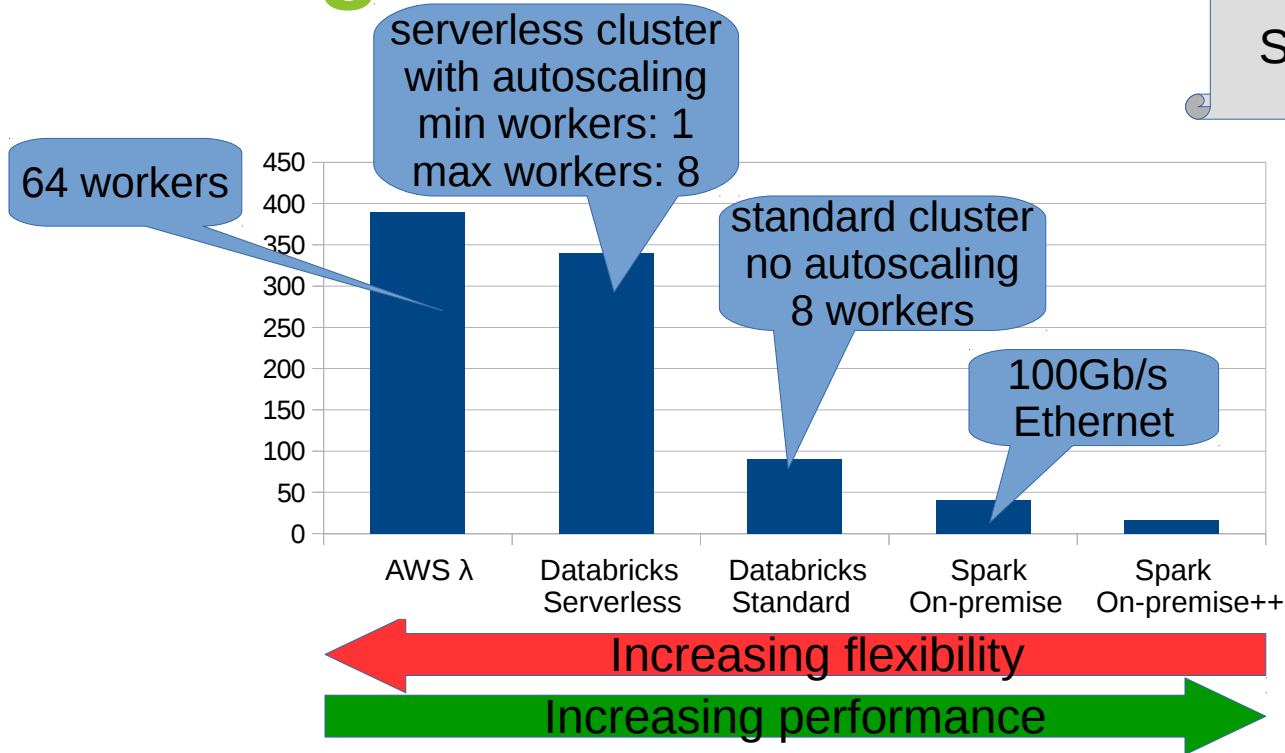 serverless cluster
with autoscaling
min workers: 1
max workers: 8
64 workers
standard cluster
no autoscaling
8 workers
100Gb/s
Ethernet
450
400
350
300
250
200
150
100
50
0
AWS λ
Databricks
Serverless
Databricks
Standard
Spark
On-premise
Spark
On-premise++
Increasing flexibility
Increasing performance